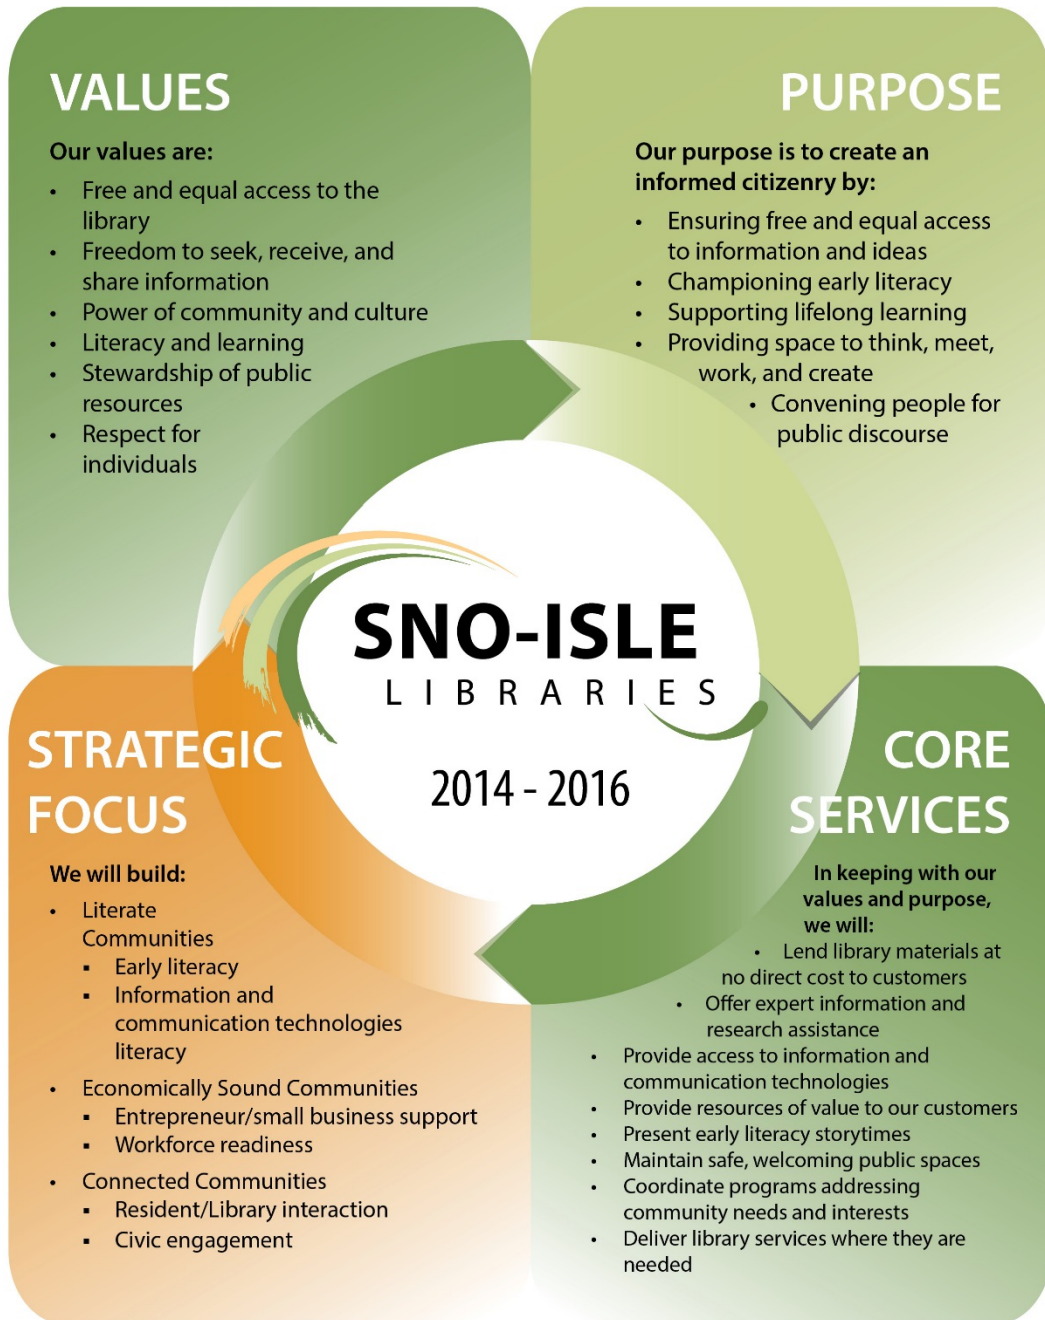 VALUES
Our values are:
• Free and equal access to the
library
• Freedom to seek, receive, and
share information
• Power of community and culture
• Literacy and learning
• Stewardship of public
resources
• Respect for
individuals
PURPOSE
Our purpose is to create an
informed citizenry by:
• Ensuring free and equal access
to information and ideas
• Championing early literacy
• Supporting lifelong learning
• Providing space to think, meet,
work, and create
• Convening people for
public discourse
SNO-ISLE
LIBRARIES
2014 - 2016
STRATEGIC
FOCUS
We will build:
• Literate
Communities
▪ Early literacy
▪ Information and
communication technologies
literacy
• Economically Sound Communities
▪ Entrepreneur/small business support
▪ Workforce readiness
• Connected Communities
▪ Resident/Library interaction
▪ Civic engagement
CORE
SERVICES
In keeping with our
values and purpose,
we will:
• Lend library materials at
no direct cost to customers
• Offer expert information and
research assistance
• Provide access to information and
communication technologies
• Provide resources of value to our customers
• Present early literacy storytimes
• Maintain safe, welcoming public spaces
• Coordinate programs addressing
community needs and interests
• Deliver library services where they are
needed